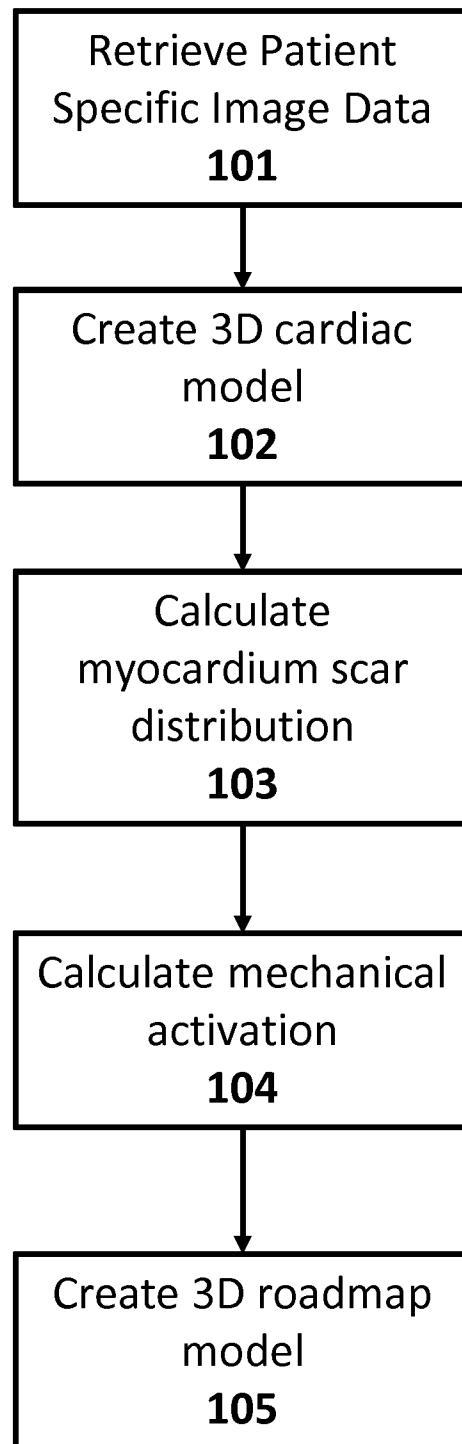 Retrieve Patient
Specific Image Data
101
Create 3D cardiac
model
102
Calculate
myocardium scar
distribution
103
Calculate mechanical
activation
104
Create 3D roadmap
model
105